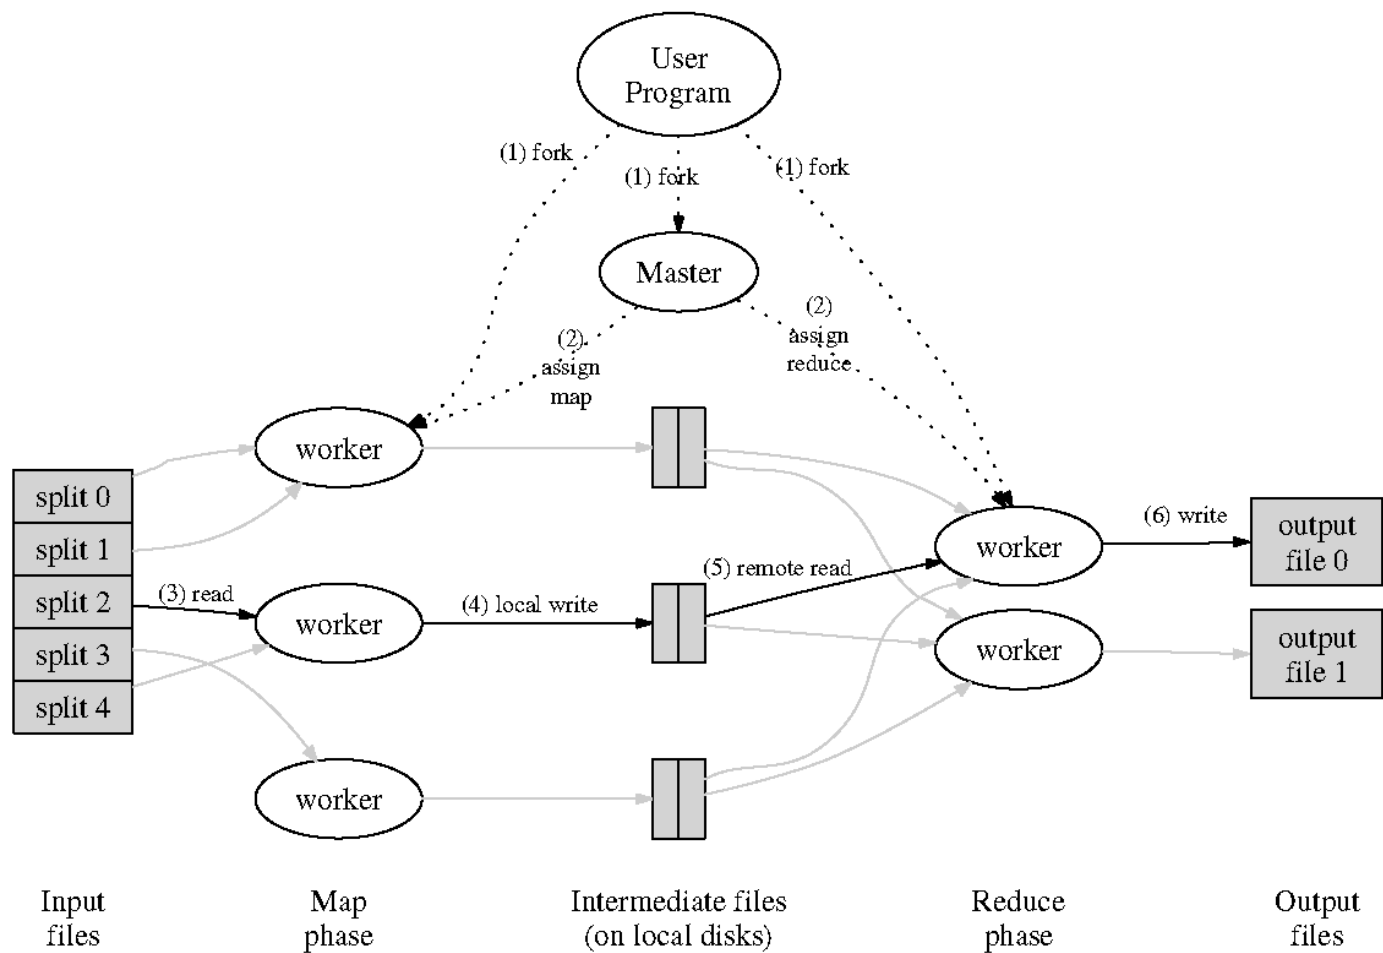 User
Program
(1) fork
(1) fork
(1) fork
Master
(2)
assign
map
(2)
assign
reduce
worker
split 0
split 1
split 2
split 3
split 4
(3) read
worker
(4) local write
(5) remote read
worker
(6) write
output
file 0
worker
output
file 1
worker
Input
files
Map
phase
Intermediate files
(on local disks)
Reduce
phase
Output
files